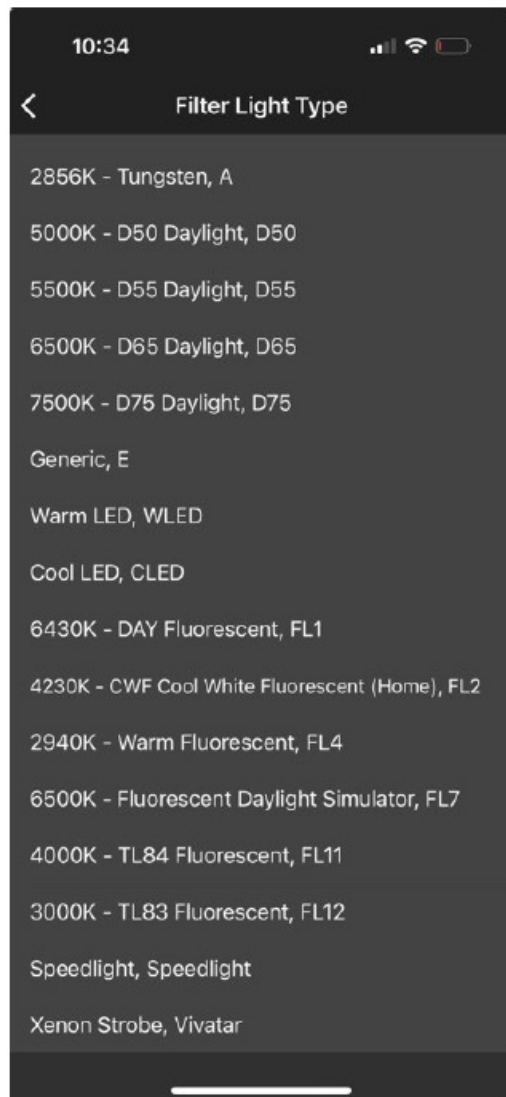 10:34
Filter Light Type
2856K - Tungsten, A
5000K - D50 Daylight, D50
5500K - D55 Daylight, D55
6500K - D65 Daylight, D65
7500K - D75 Daylight, D75
Generic, E
Warm LED, WLED
Cool LED, CLED
6430K - DAY Fluorescent, FL1
4230K - CWF Cool White Fluorescent (Home), FL2
2940K - Warm Fluorescent, FL4
6500K - Fluorescent Daylight Simulator, FL7
4000K - TL84 Fluorescent, FL11
3000K - TL83 Fluorescent, FL12
Speedlight, Speedlight
Xenon Strobe, Vivatar